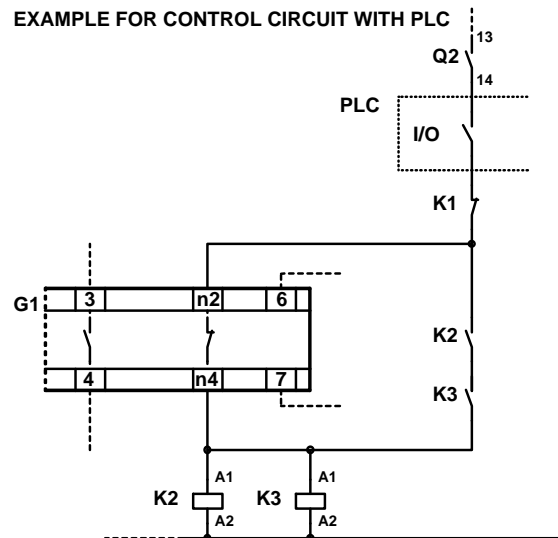 EXAMPLE FOR CONTROL CIRCUIT WITH PLC
13
Q2
14
PLC
I/O
K1
G1 3 n2 6
K2
4 n4 7
K3
A1 A1
K2 K3
A2 A2